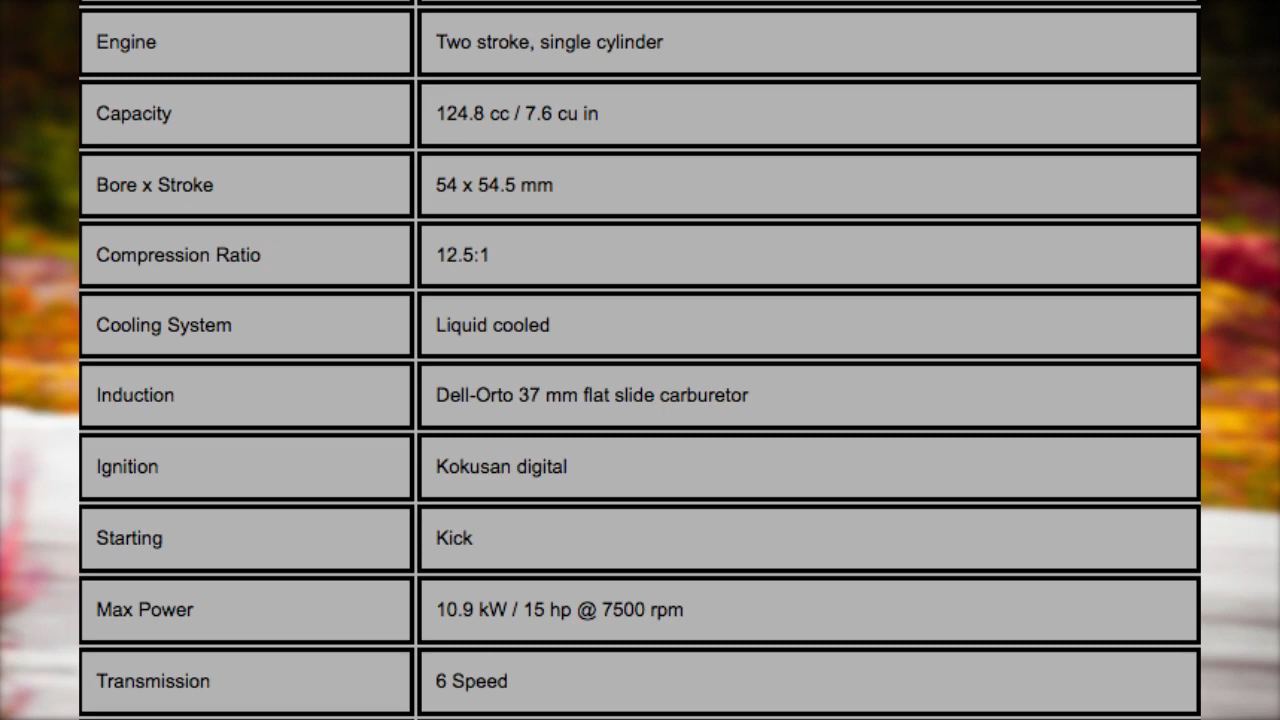 Engine Two stroke, single cylinder
Capacity 124.8 cc / 7.6 cu in
Bore x Stroke 54 x 54.5 mm
Compression Ratio 12.5:1
Cooling System Liquid cooled
Induction Dell-Orto 37 mm flat slide carburetor
Ignition Kokusan digital
Starting Kick
Max Power 10.9 kW / 15 hp @ 7500 rpm
Transmission 6 Speed